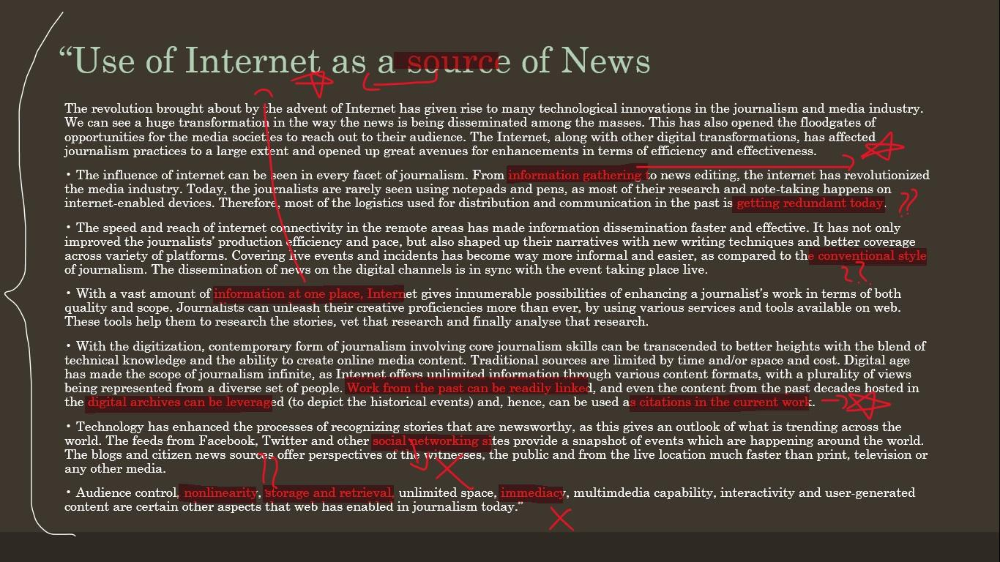 “Use of Internet as a source of News
The revolution brought about by the advent of Internet has given rise to many technological innovations in the journalism and media industry.
We can see a huge transformation in the way the news is being disseminated among the masses. This has also opened the floodgates of
opportunities for the media societies to reach out to their audience. The Internet, along with other digital transformations, has affected
journalism practices to a large extent and opened up great avenues for enhancements in terms of efficiency and effectiveness.
• The influence of internet can be seen in every facet of journalism. From information gathering to news editing, the internet has revolutionized
the media industry. Today, the journalists are rarely seen using notepads and pens, as most of their research and note-taking happens on
internet-enabled devices. Therefore, most of the logistics used for distribution and communication in the past is getting redundant today. ??
• The speed and reach of internet connectivity in the remote areas has made information dissemination faster and effective. It has not only
improved the journalists’ production efficiency and pace, but also shaped up their narratives with new writing techniques and better coverage
across variety of platforms. Covering live events and incidents has become way more informal and easier, as compared to the conventional style
of journalism. The dissemination of news on the digital channels is in sync with the event taking place live. ??
• With a vast amount of information at one place, Internet gives innumerable possibilities of enhancing a journalist’s work in terms of both
quality and scope. Journalists can unleash their creative proficiencies more than ever, by using various services and tools available on web.
These tools help them to research the stories, vet that research and finally analyse that research.
• With the digitization, contemporary form of journalism involving core journalism skills can be transcended to better heights with the blend of
technical knowledge and the ability to create online media content. Traditional sources are limited by time and/or space and cost. Digital age
has made the scope of journalism infinite, as Internet offers unlimited information through various content formats, with a plurality of views
being represented from a diverse set of people. Work from the past can be readily linked, and even the content from the past decades hosted in
the digital archives can be leveraged (to depict the historical events) and, hence, can be used as citations in the current work.
• Technology has enhanced the processes of recognizing stories that are newsworthy, as this gives an outlook of what is trending across the
world. The feeds from Facebook, Twitter and other social networking sites provide a snapshot of events which are happening around the world.
The blogs and citizen news sources offer perspectives of the witnesses, the public and from the live location much faster than print, television or
any other media.
• Audience control, nonlinearity, storage and retrieval, unlimited space, immediacy, multimdedia capability, interactivity and user-generated
content are certain other aspects that web has enabled in journalism today.”